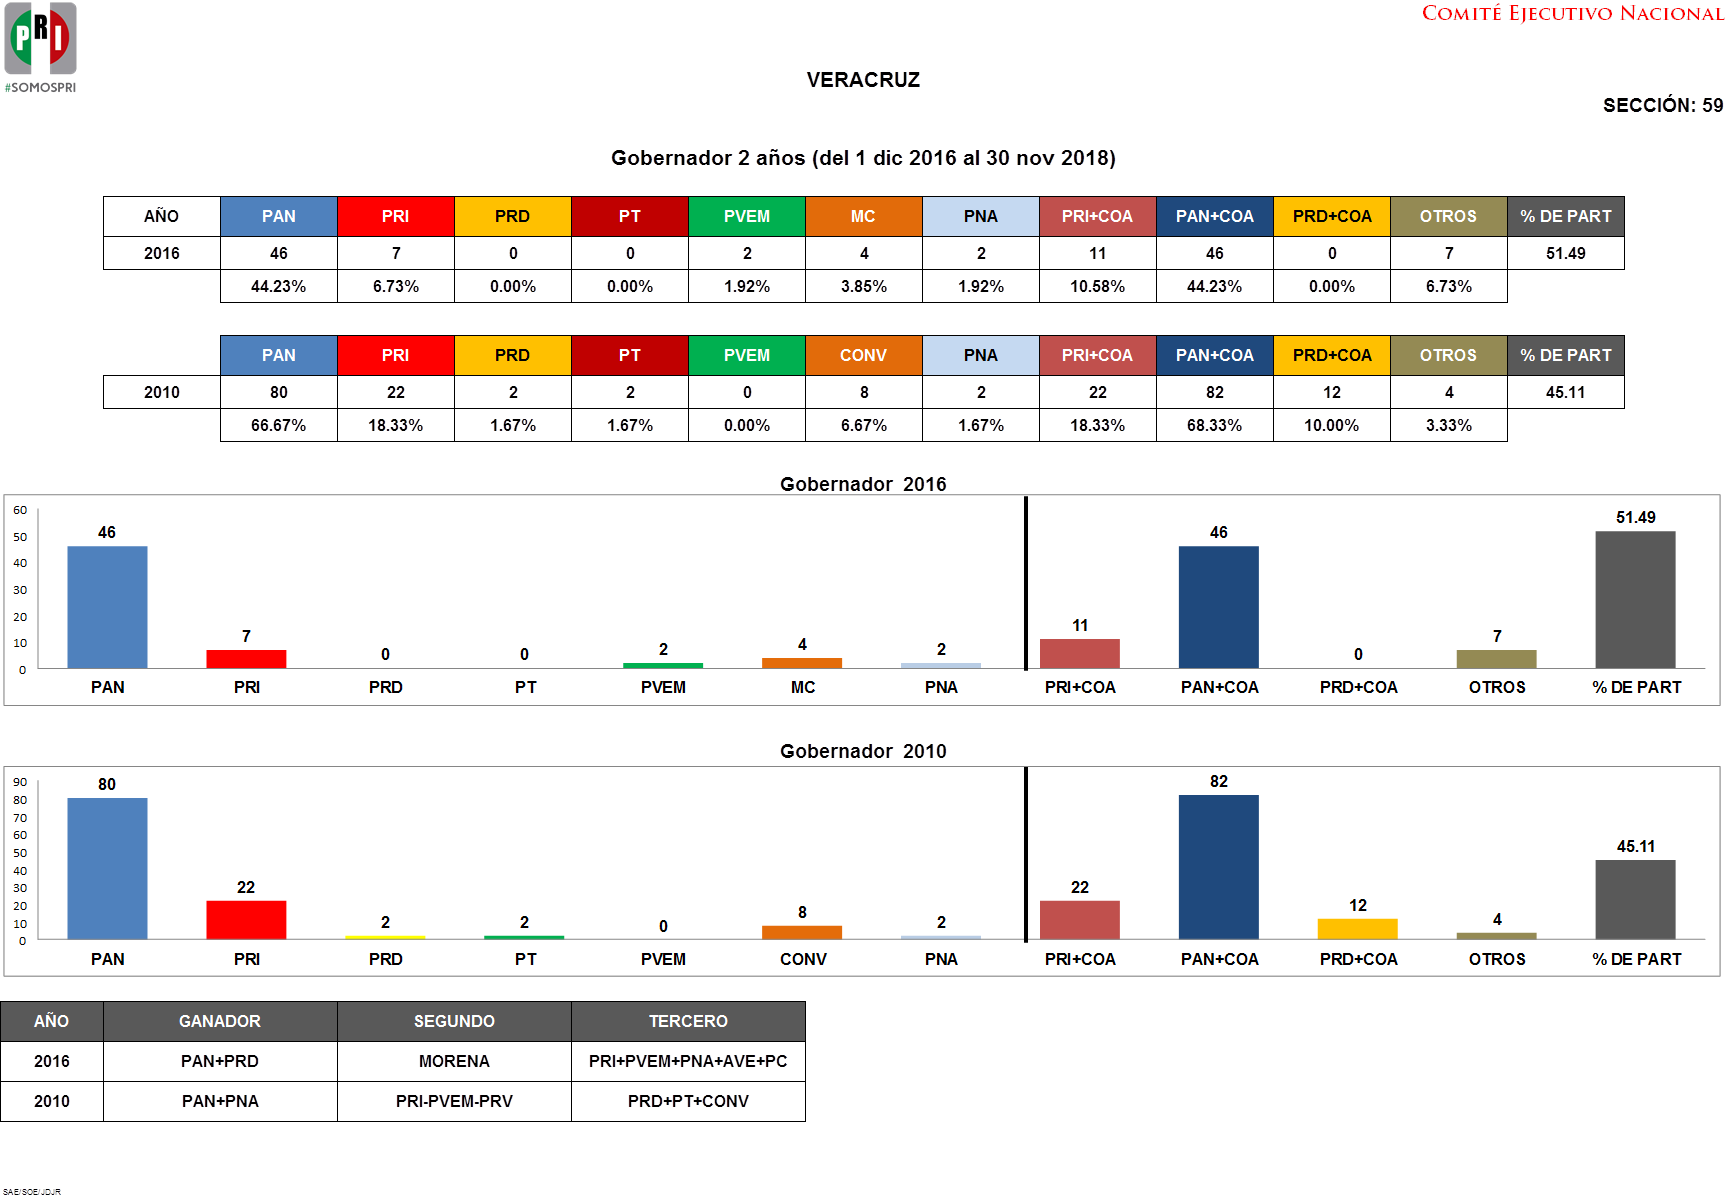 PRI
#SOMOSPRI
COMITÉ EJECUTIVO NACIONAL
VERACRUZ
SECCIÓN: 59
Gobernador 2 años (del 1 dic 2016 al 30 nov 2018)
AÑO PAN PRI PRD PT PVEM MC PNA PRI+COA PAN+COA PRD+COA OTROS % DE PART
2016 46 7 0 0 2 4 2 11 46 0 7 51.49
44.23% 6.73% 0.00% 0.00% 1.92% 3.85% 1.92% 10.58% 44.23% 0.00% 6.73%
PAN PRI PRD PT PVEM CONV PNA PRI+COA PAN+COA PRD+COA OTROS % DE PART
2010 80 22 2 2 0 8 2 22 82 12 4 45.11
66.67% 18.33% 1.67% 1.67% 0.00% 6.67% 1.67% 18.33% 68.33% 10.00% 3.33%
Gobernador 2016
60
50
40
30
20
10
0
46 7 0 0 2 4 2 11 46 0 7 51.49
PAN PRI PRD PT PVEM MC PNA PRI+COA PAN+COA PRD+COA OTROS % DE PART
Gobernador 2010
90
80
70
60
50
40
30
20
10
0
80 22 2 2 0 8 2 22 82 12 4 45.11
PAN PRI PRD PT PVEM CONV PNA PRI+COA PAN+COA PRD+COA OTROS % DE PART
AÑO GANADOR SEGUNDO TERCERO
2016 PAN+PRD MORENA PRI+PVEM+PNA+AVE+PC
2010 PAN+PNA PRI-PVEM-PRV PRD+PT+CONV
SAE/SOE/JDJR